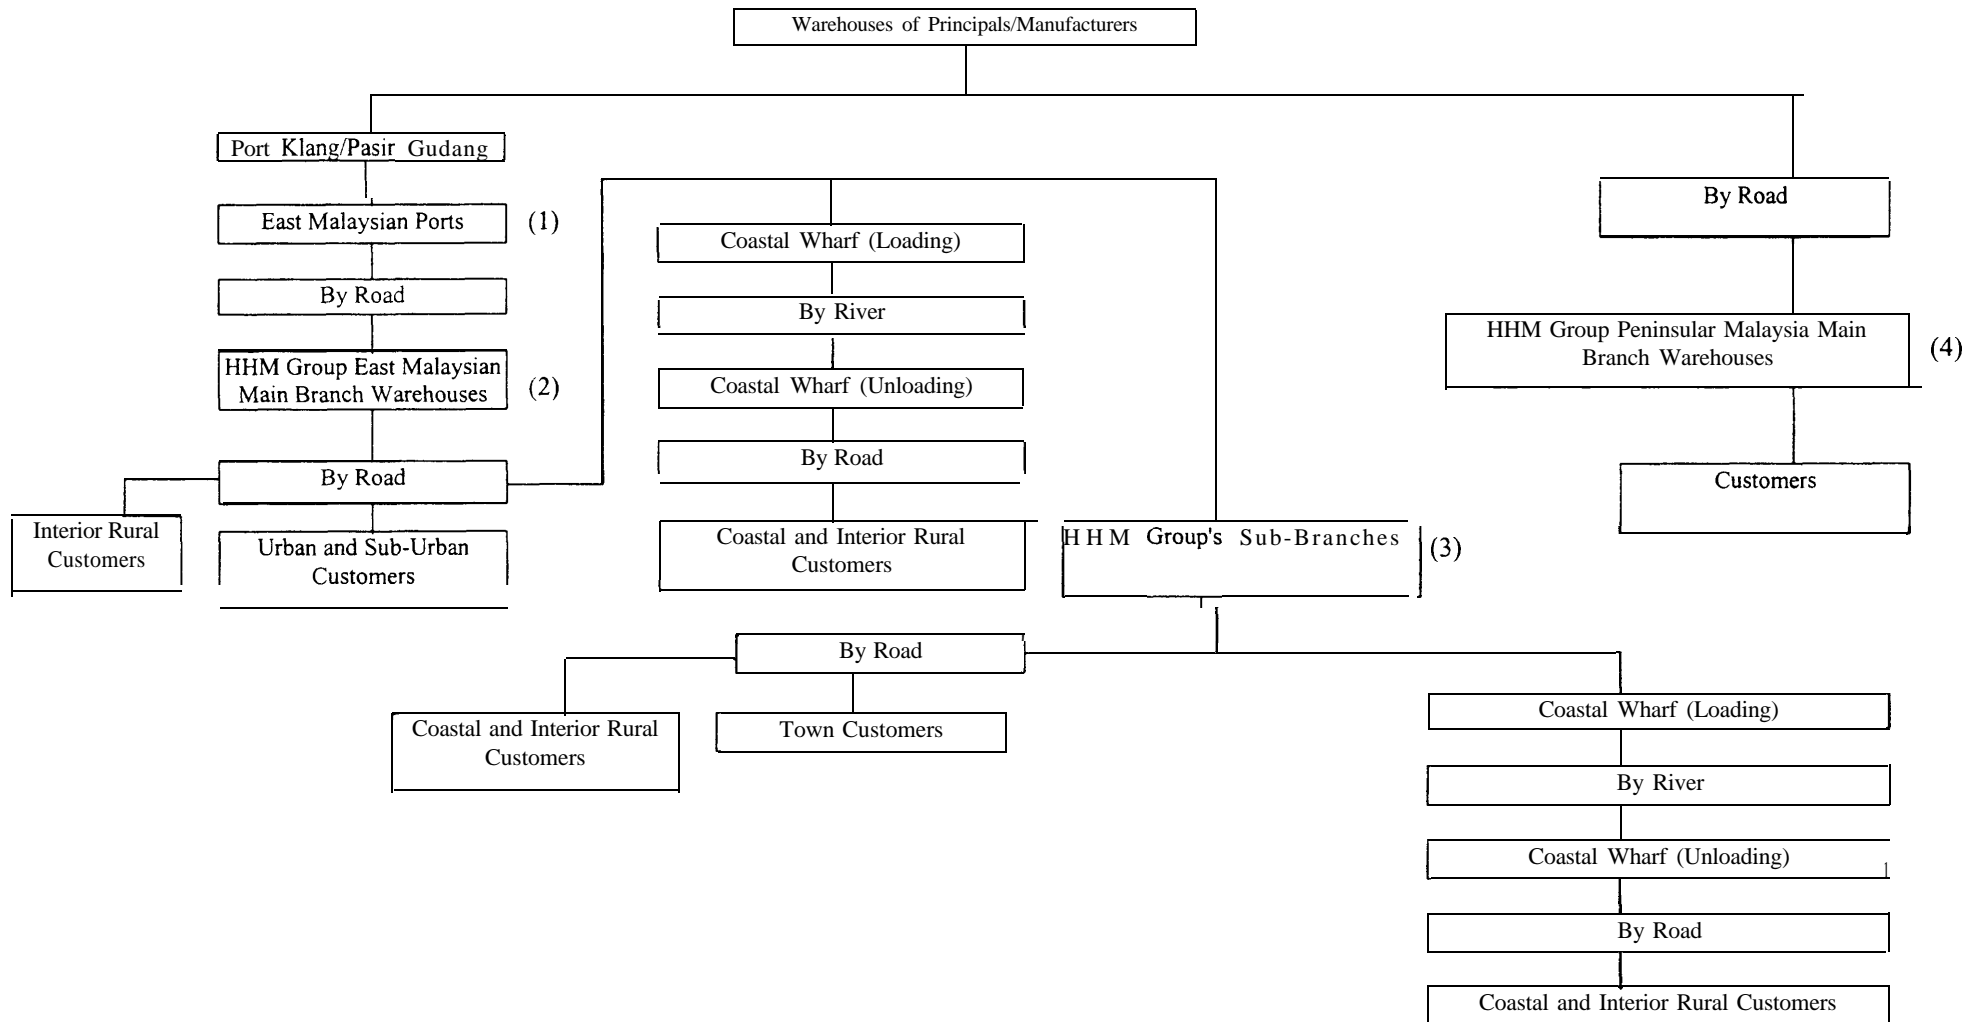 Warehouses of Principals/Manufacturers
Port Klang/Pasir Gudang
East Malaysian Ports (1)
By Road
HHM Group East Malaysian
Main Branch Warehouses (2)
By Road
Interior Rural
Customers
Urban and Sub-Urban
Customers
Coastal Wharf (Loading)
By River
Coastal Wharf (Unloading)
By Road
Coastal and Interior Rural
Customers
HHM Group's Sub-Branches (3)
By Road
HHM Group Peninsular Malaysia Main
Branch Warehouses (4)
Customers
By Road
Coastal and Interior Rural
Customers
Town Customers
Coastal Wharf (Loading)
By River
Coastal Wharf (Unloading)
By Road
Coastal and Interior Rural Customers